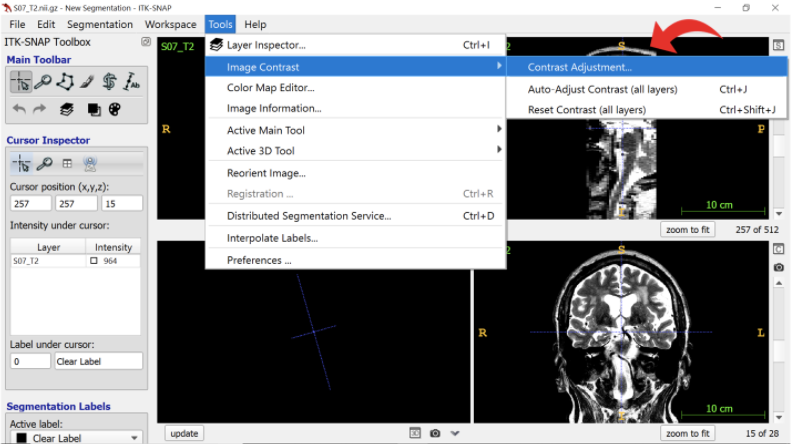 S07_T2.nii.gz - New Segmentation - ITK-SNAP
File Edit Segmentation Workspace Tools Help
ITK-SNAP Toolbox
Main Toolbar
Cursor Inspector
Cursor position (x,y,z):
257 257 15
Intensity under cursor:
Layer Intensity
S07_T2 964
Label under cursor:
0 Clear Label
Segmentation Labels
Active label:
Clear Label
S07_T2
R
Layer Inspector... Ctrl+I
Image Contrast
Color Map Editor...
Image Information...
Active Main Tool
Active 3D Tool
Reorient Image...
Registration ... Ctrl+R
Distributed Segmentation Service... Ctrl+D
Interpolate Labels...
Preferences ...
Contrast Adjustment...
Auto-Adjust Contrast (all layers) Ctrl+J
Reset Contrast (all layers) Ctrl+Shift+J
2
S
S
P
10 cm
zoom to fit 257 of 512
2
S
C
R
L
10 cm
update
3D
zoom to fit 15 of 28